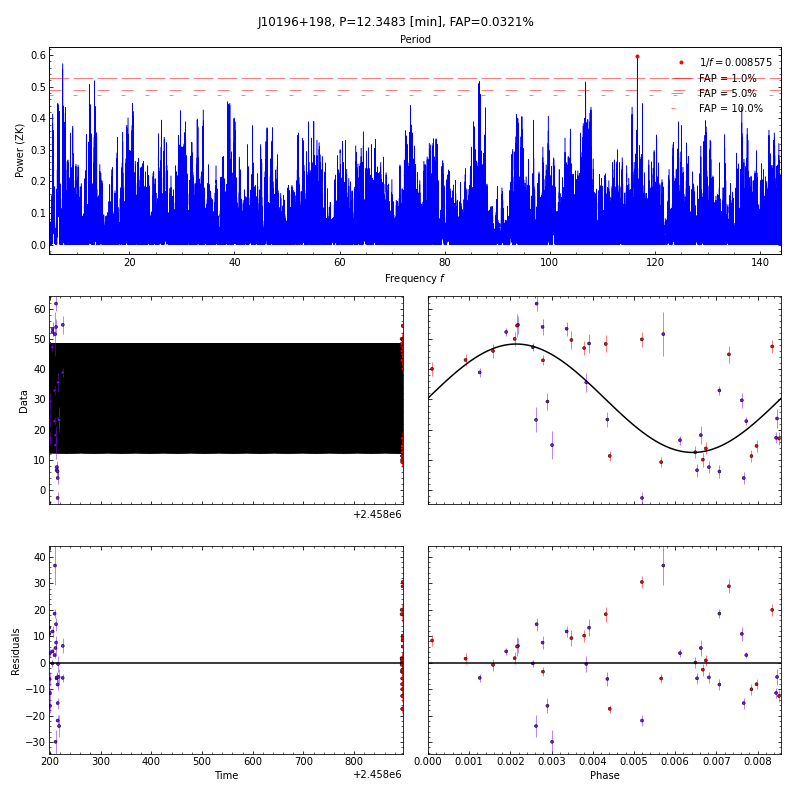 J10196+198, P=12.3483 [min], FAP=0.0321%
Period
0.6
0.5
0.4
0.3
0.2
0.1
0.0
Power (ZK)
1/f = 0.008575
FAP = 1.0%
FAP = 5.0%
FAP = 10.0%
20 40 60 80 100 120 140
Frequency f
60
50
40
30
20
10
0
Data
+2.458e6
40
30
20
10
0
−10
−20
−30
Residuals
200 300 400 500 600 700 800
Time
+2.458e6
0.000 0.001 0.002 0.003 0.004 0.005 0.006 0.007 0.008
Phase